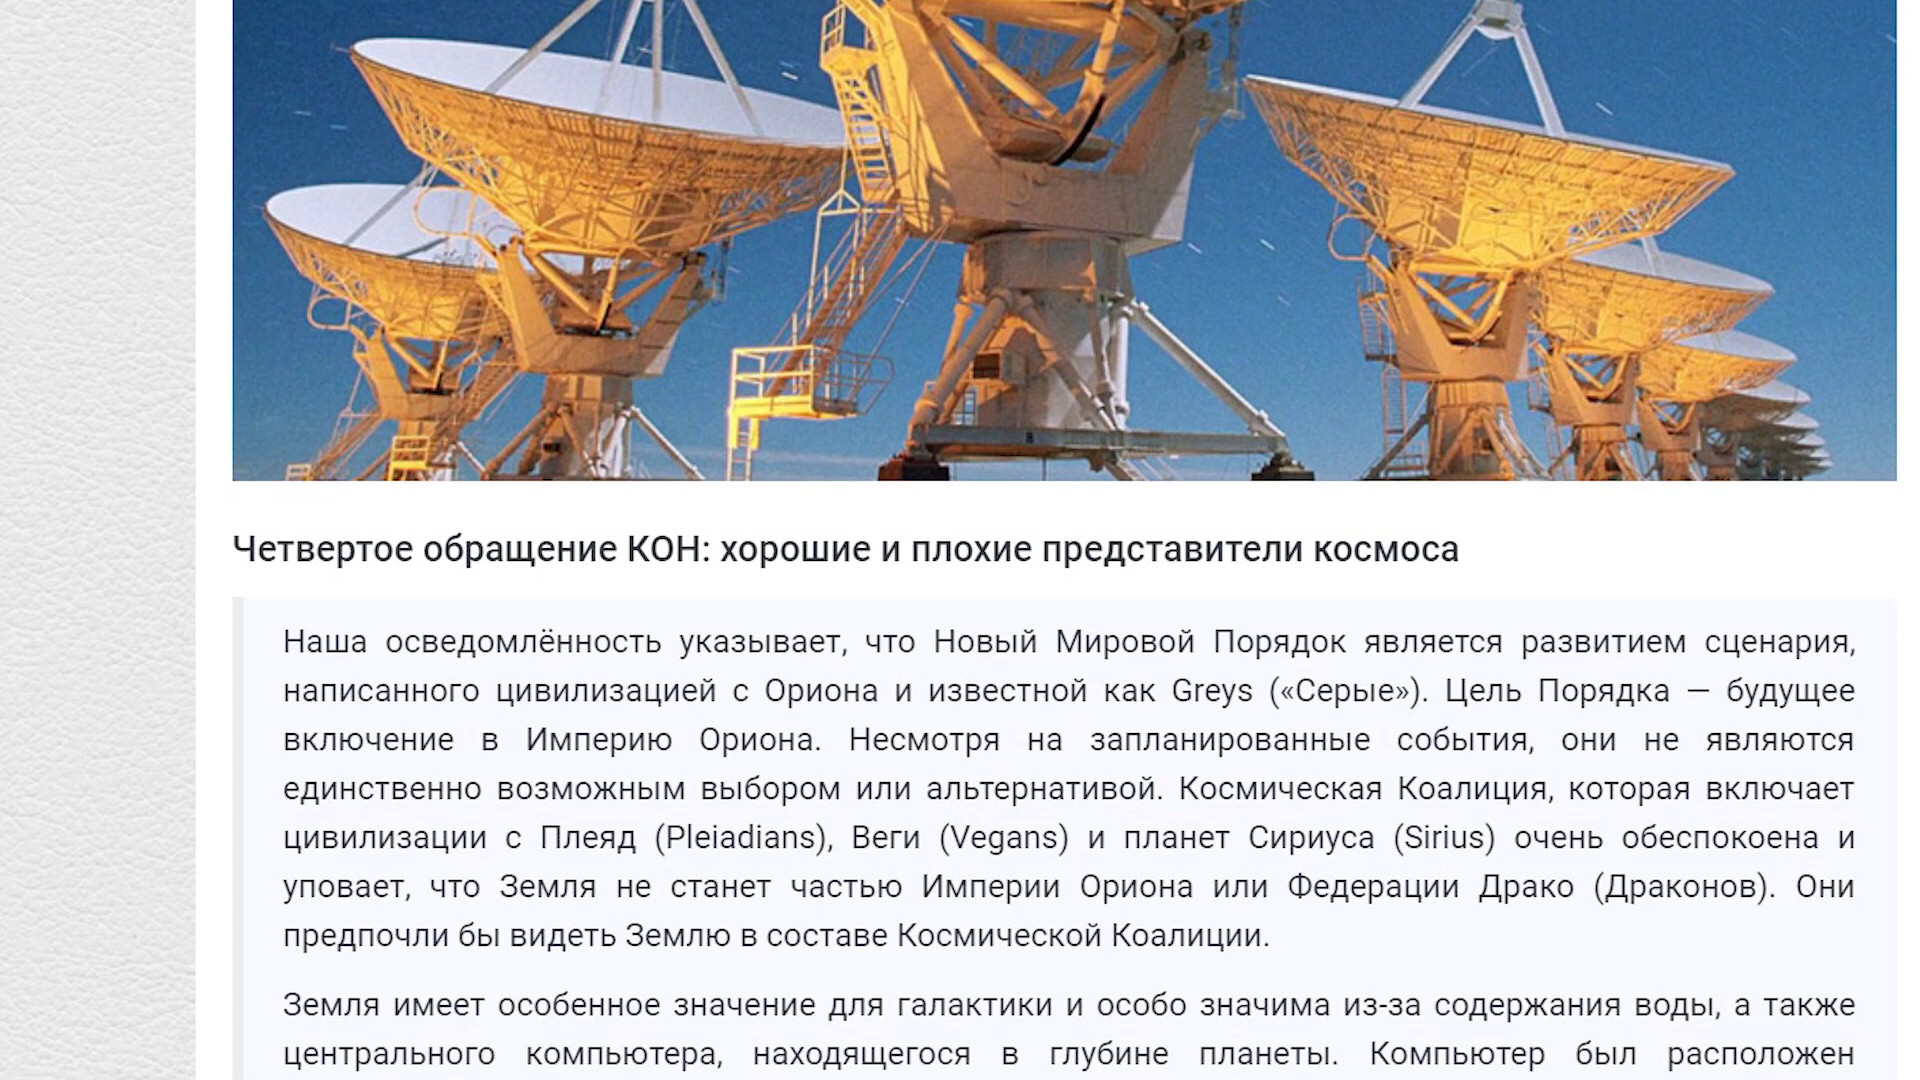 Четвертое обращение КОН: хорошие и плохие представители космоса
Наша осведомлённость указывает, что Новый Мировой Порядок является развитием сценария,
написанного цивилизацией с Ориона и известной как Greys («Серые»). Цель Порядка — будущее
включение в Империю Ориона. Несмотря на запланированные события, они не являются
единственно возможным выбором или альтернативой. Космическая Коалиция, которая включает
цивилизации с Плеяд (Pleiadians), Веги (Vegans) и планет Сириуса (Sirius) очень обеспокоена и
уповает, что Земля не станет частью Империи Ориона или Федерации Драко (Драконов). Они
предпочли бы видеть Землю в составе Космической Коалиции.
Земля имеет особенное значение для галактики и особо значима из-за содержания воды, а также
центрального компьютера, находящегося в глубине планеты. Компьютер был расположен